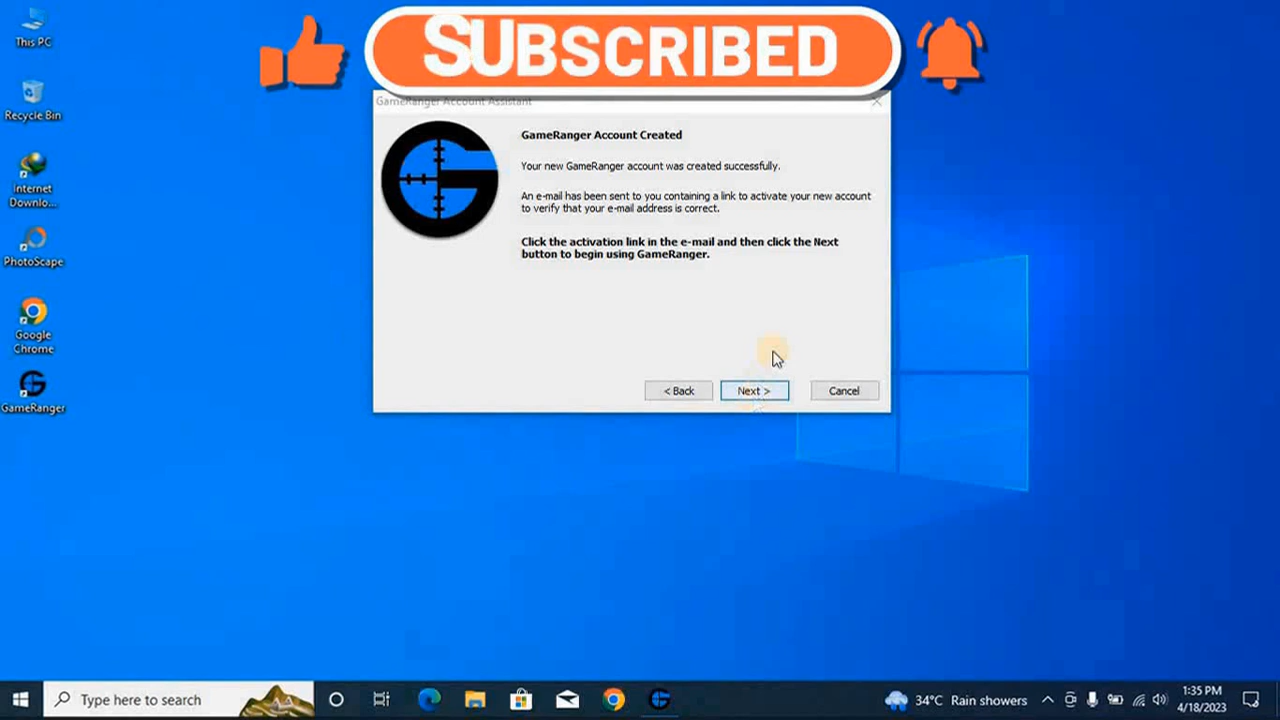 This PC
Recycle Bin
Internet
Downlo...
PhotoScape
Google
Chrome
GameRanger
SUBSCRIBED
GameRanger Account Assistant
GameRanger Account Created
Your new GameRanger account was created successfully.
An e-mail has been sent to you containing a link to activate your new account
to verify that your e-mail address is correct.
Click the activation link in the e-mail and then click the Next
button to begin using GameRanger.
< Back
Next >
Cancel
Type here to search
34°C Rain showers
1:35 PM
4/18/2023